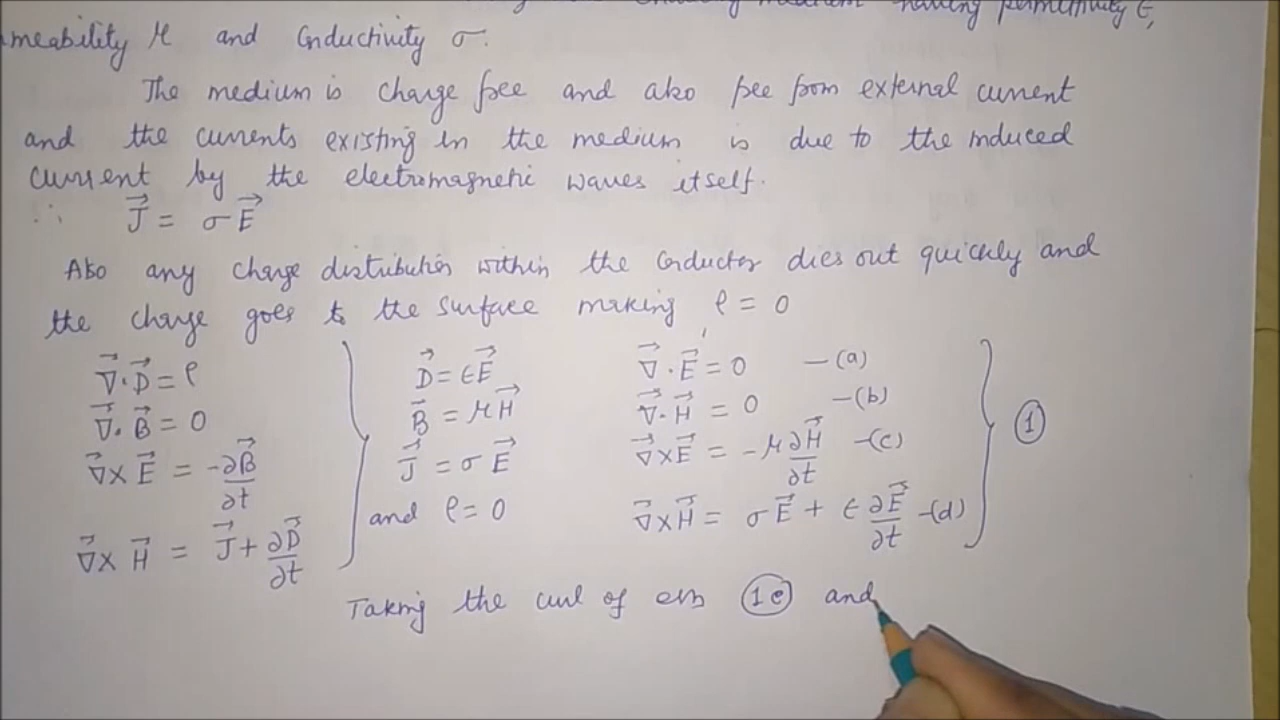 medium having permittivity ϵ,
meability μ and Conductivity σ.
The medium is charge free and also free from external current
and the currents existing in the medium is due to the induced
current by the electromagnetic waves itself.
∴ J⃗ = σE⃗
Also any charge distribution within the conductor dies out quickly and
the charge goes to the surface making ρ = 0
∇⃗·D⃗ = ρ
∇⃗·B⃗ = 0
∇⃗×E⃗ = -∂B⃗/∂t
∇⃗×H⃗ = J⃗ + ∂D⃗/∂t
D⃗ = ϵE⃗
B⃗ = μH⃗
J⃗ = σE⃗
and ρ = 0
∇⃗·E⃗ = 0 —(a)
∇⃗·H⃗ = 0 —(b)
∇⃗×E⃗ = -μ∂H⃗/∂t —(c)
∇⃗×H⃗ = σE⃗ + ϵ∂E⃗/∂t —(d)
①
Taking the curl of eqn (1c) and